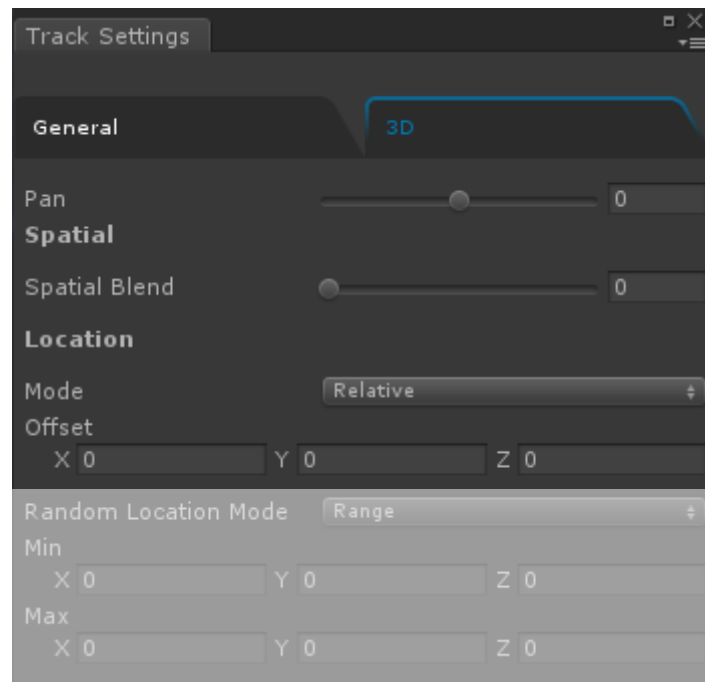 Track Settings
General 3D
Pan 0
Spatial
Spatial Blend 0
Location
Mode Relative
Offset
X 0 Y 0 Z 0
Random Location Mode Range
Min
X 0 Y 0 Z 0
Max
X 0 Y 0 Z 0